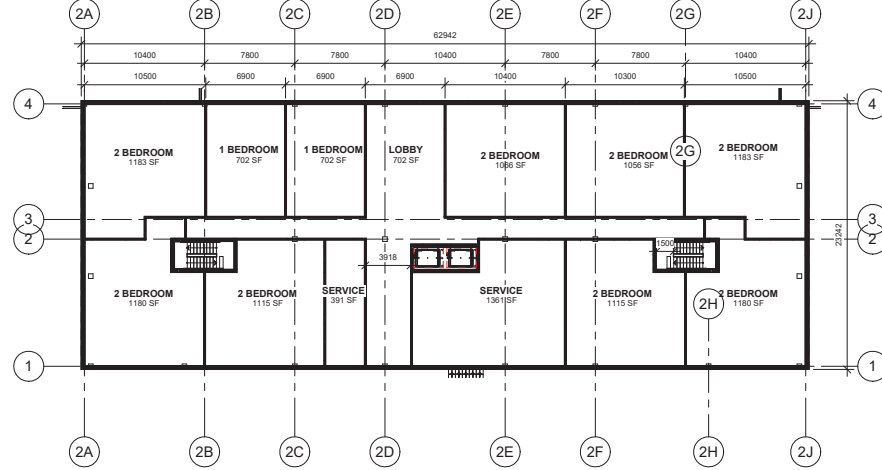 2A 2B 2C 2D 2E 2F 2G 2J
62942
10400 7800 7800 10400 7800 7800 10400
10500 6900 6900 6900 10400 10300 10500
4 4
2 BEDROOM
1183 SF
1 BEDROOM
702 SF
1 BEDROOM
702 SF
LOBBY
702 SF
2 BEDROOM
1066 SF
2 BEDROOM
1056 SF
2G
2 BEDROOM
1183 SF
3 3
2 2
23242
1500
3918
2 BEDROOM
1180 SF
2 BEDROOM
1115 SF
SERVICE
391 SF
SERVICE
1361 SF
2 BEDROOM
1115 SF
2H
2 BEDROOM
1180 SF
1 1
2A 2B 2C 2D 2E 2F 2H 2J